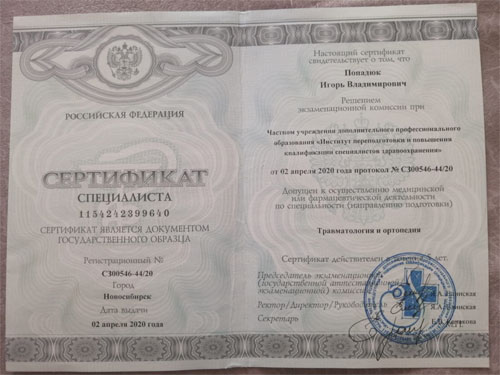 РОССИЙСКАЯ ФЕДЕРАЦИЯ
СЕРТИФИКАТ
СПЕЦИАЛИСТА
1154242399640
СЕРТИФИКАТ ЯВЛЯЕТСЯ ДОКУМЕНТОМ
ГОСУДАРСТВЕННОГО ОБРАЗЦА
Регистрационный №
С300546-44/20
Город
Новосибирск
Дата выдачи
02 апреля 2020 года
Настоящий сертификат
свидетельствует о том, что
Попадюк
Игорь Владимирович
Решением
экзаменационной комиссии при
Частном учреждении дополнительного профессионального
образования «Институт переподготовки и повышения
квалификации специалистов здравоохранения»
от 02 апреля 2020 года протокол № С300546-44/20
Допущен к осуществлению медицинской
или фармацевтической деятельности
по специальности (направлению подготовки)
Травматология и ортопедия
Сертификат действителен в лет.
Председатель экзаменационной
(государственной аттестационной
экзаменационной) комиссии
Ректор/Директор/Руководитель
Секретарь